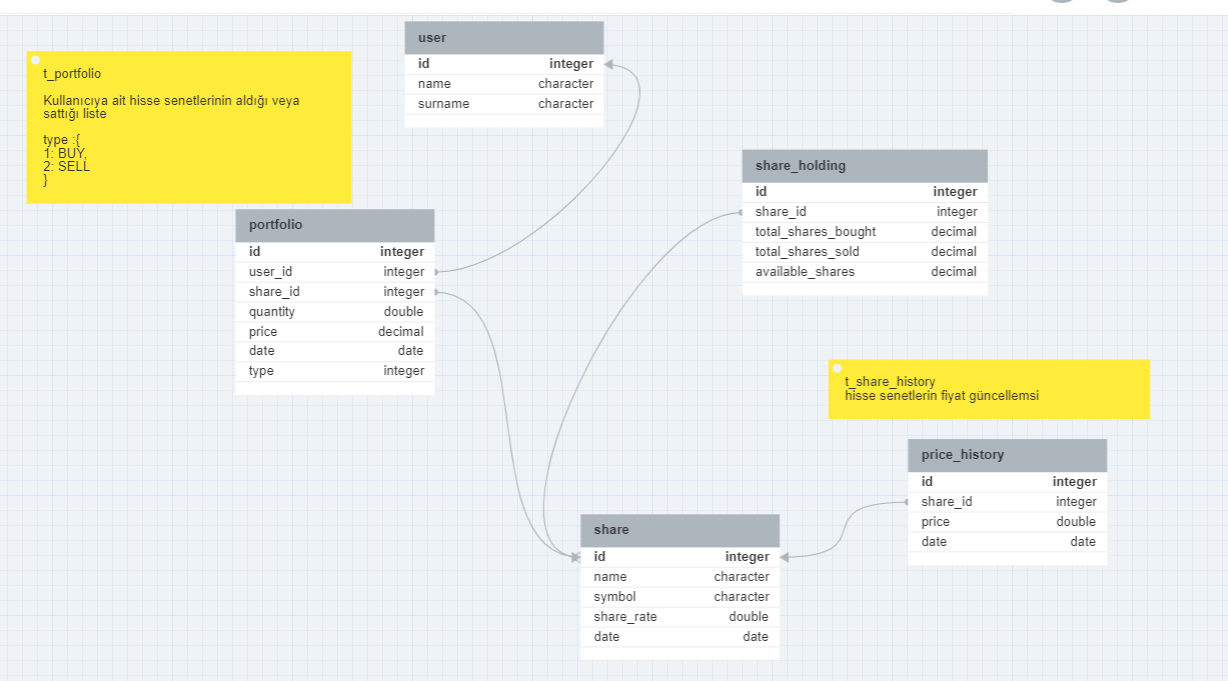 user
id integer
name character
surname character
t_portfolio
Kullanıcıya ait hisse senetlerinin aldığı veya
sattığı liste
type :{
1: BUY,
2: SELL
}
portfolio
id integer
user_id integer
share_id integer
quantity double
price decimal
date date
type integer
share_holding
id integer
share_id integer
total_shares_bought decimal
total_shares_sold decimal
available_shares decimal
t_share_history
hisse senetlerin fiyat güncellemsi
price_history
id integer
share_id integer
price double
date date
share
id integer
name character
symbol character
share_rate double
date date